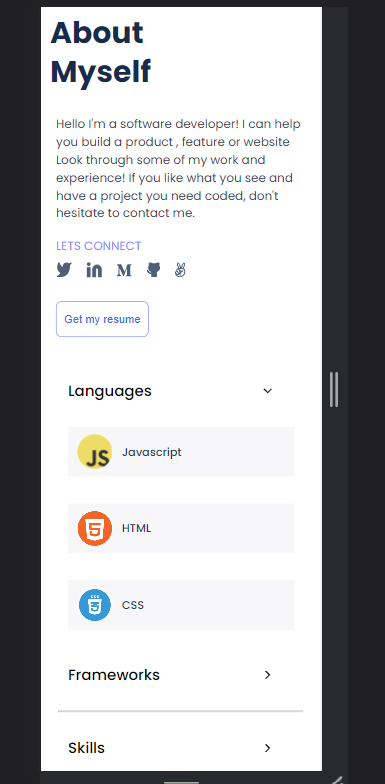 About
Myself
Hello I'm a software developer! I can help
you build a product , feature or website
Look through some of my work and
experience! If you like what you see and
have a project you need coded, don't
hesitate to contact me.
LETS CONNECT
Get my resume
Languages
JS Javascript
HTML
CSS
Frameworks
Skills